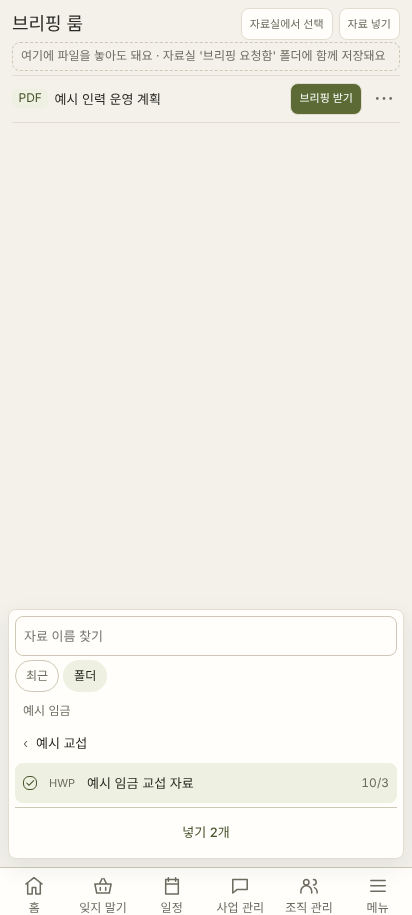 브리핑 룸
자료실에서 선택
자료 넣기
여기에 파일을 놓아도 돼요 · 자료실 '브리핑 요청함' 폴더에 함께 저장돼요
PDF 예시 인력 운영 계획
브리핑 받기
자료 이름 찾기
최근
폴더
예시 임금
‹ 예시 교섭
HWP 예시 임금 교섭 자료 10/3
넣기 2개
홈
잊지 말기
일정
사업 관리
조직 관리
메뉴